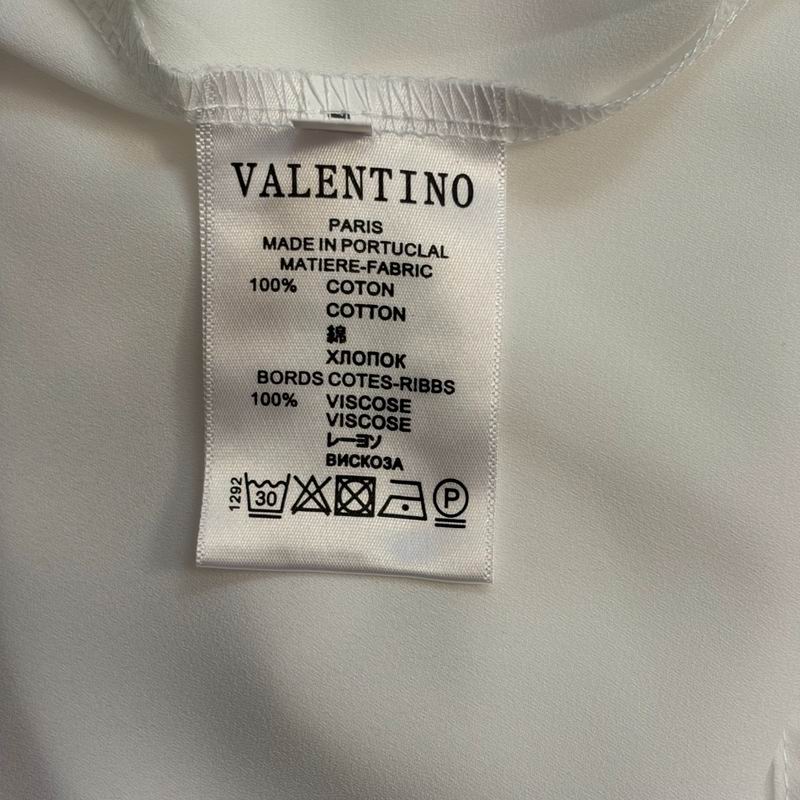 VALENTINO
PARIS
MADE IN PORTUCLAL
MATIERE-FABRIC
100% COTON
COTTON
綿
ХЛОПОК
BORDS COTES-RIBBS
100% VISCOSE
VISCOSE
レーヨン
ВИСКОЗА
1292
30
P